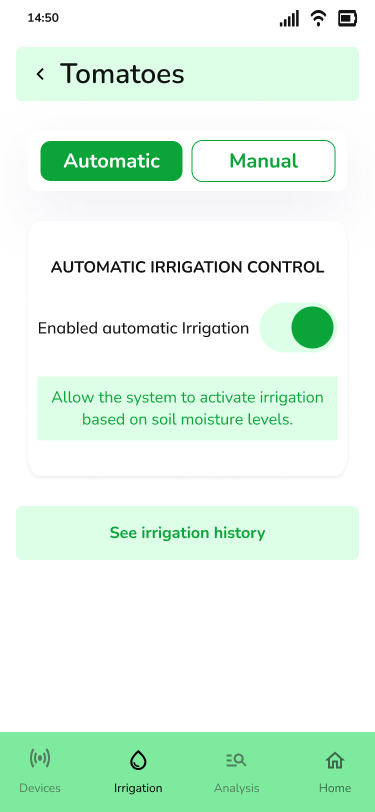 14:50
Tomatoes
Automatic
Manual
AUTOMATIC IRRIGATION CONTROL
Enabled automatic Irrigation
Allow the system to activate irrigation
based on soil moisture levels.
See irrigation history
Devices
Irrigation
Analysis
Home